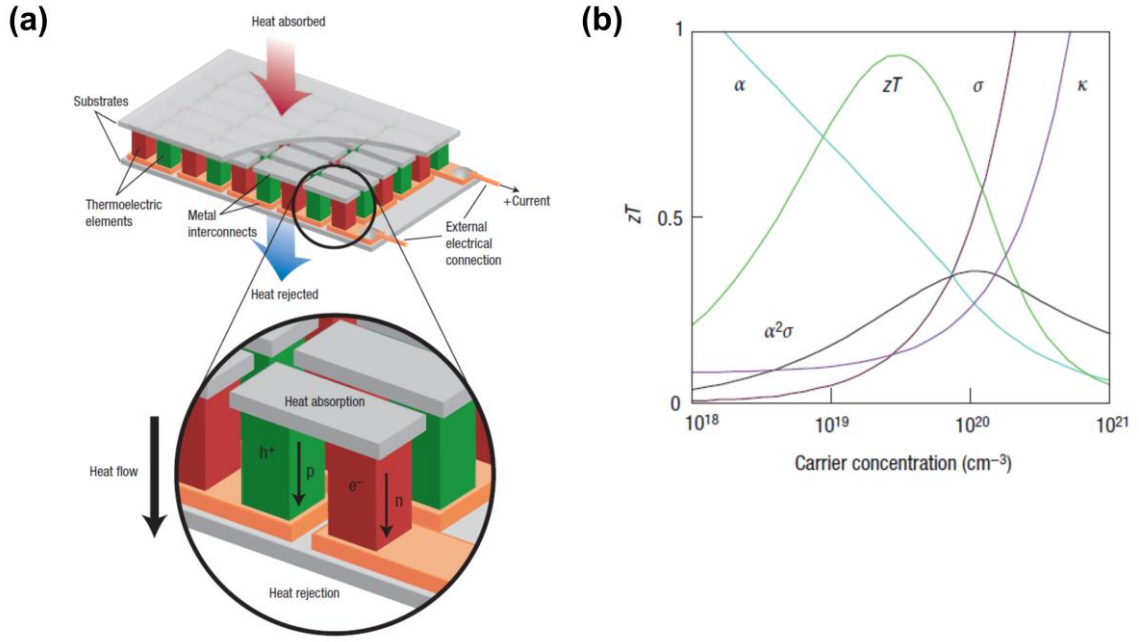 (a)
Heat absorbed
Substrates
Thermoelectric
elements
Metal
interconnects
+Current
External
electrical
connection
Heat rejected
Heat absorption
h⁺
p
e⁻
n
Heat flow
Heat rejection
(b)
1
α
zT
σ
κ
0.5
zT
α²σ
0
10¹⁸
10¹⁹
10²⁰
10²¹
Carrier concentration (cm⁻³)